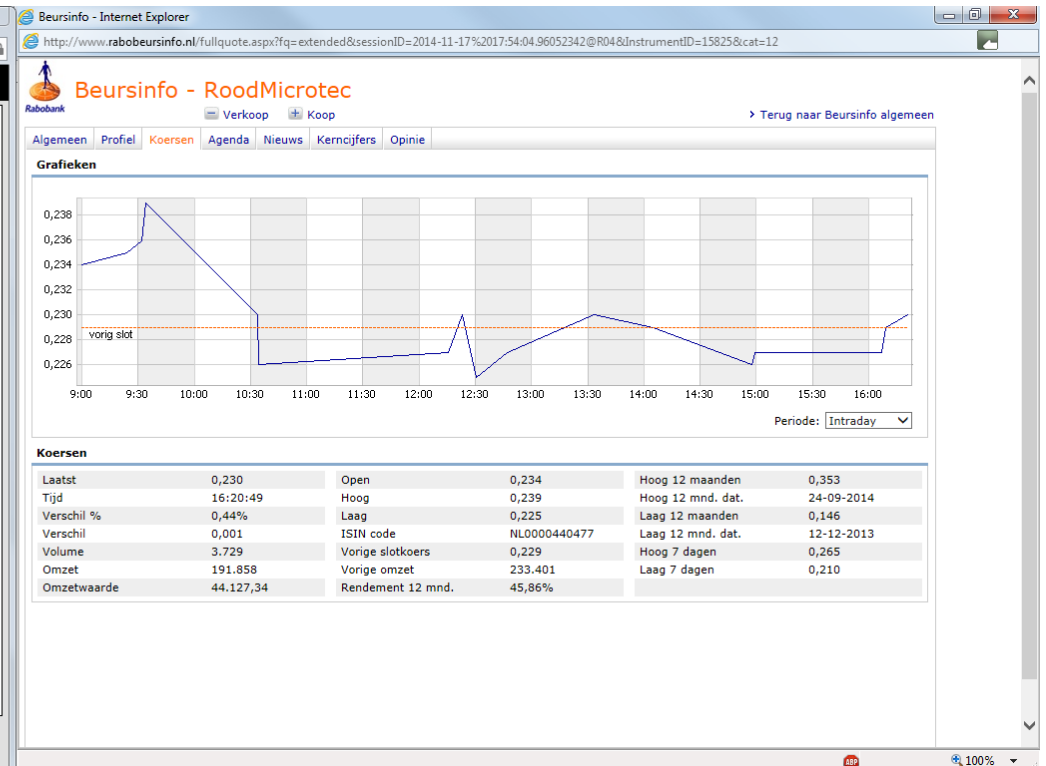 Beursinfo - Internet Explorer
http://www.rabobeursinfo.nl/fullquote.aspx?fq=extended&sessionID=2014-11-17%2017:54:04.96052342@R04&InstrumentID=15825&cat=12
Rabobank
Beursinfo - RoodMicrotec
Verkoop Koop
> Terug naar Beursinfo algemeen
Algemeen Profiel Koersen Agenda Nieuws Kerncijfers Opinie
Grafieken
0,238
0,236
0,234
0,232
0,230
vorig slot
0,228
0,226
9:00 9:30 10:00 10:30 11:00 11:30 12:00 12:30 13:00 13:30 14:00 14:30 15:00 15:30 16:00
Periode: Intraday
Koersen
Laatst 0,230 Open 0,234 Hoog 12 maanden 0,353
Tijd 16:20:49 Hoog 0,239 Hoog 12 mnd. dat. 24-09-2014
Verschil % 0,44% Laag 0,225 Laag 12 maanden 0,146
Verschil 0,001 ISIN code NL0000440477 Laag 12 mnd. dat. 12-12-2013
Volume 3.729 Vorige slotkoers 0,229 Hoog 7 dagen 0,265
Omzet 191.858 Vorige omzet 233.401 Laag 7 dagen 0,210
Omzetwaarde 44.127,34 Rendement 12 mnd. 45,86%
ABP
100%